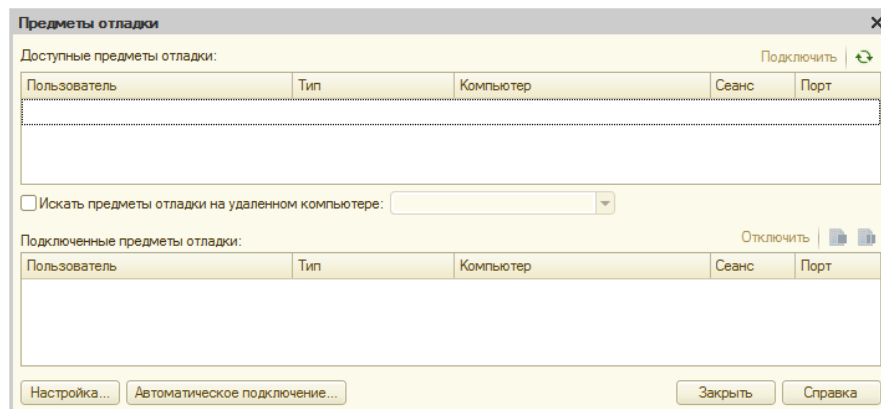 Предметы отладки
Доступные предметы отладки: Подключить
Пользователь Тип Компьютер Сеанс Порт
Искать предметы отладки на удаленном компьютере:
Подключенные предметы отладки: Отключить
Пользователь Тип Компьютер Сеанс Порт
Настройка... Автоматическое подключение... Закрыть Справка